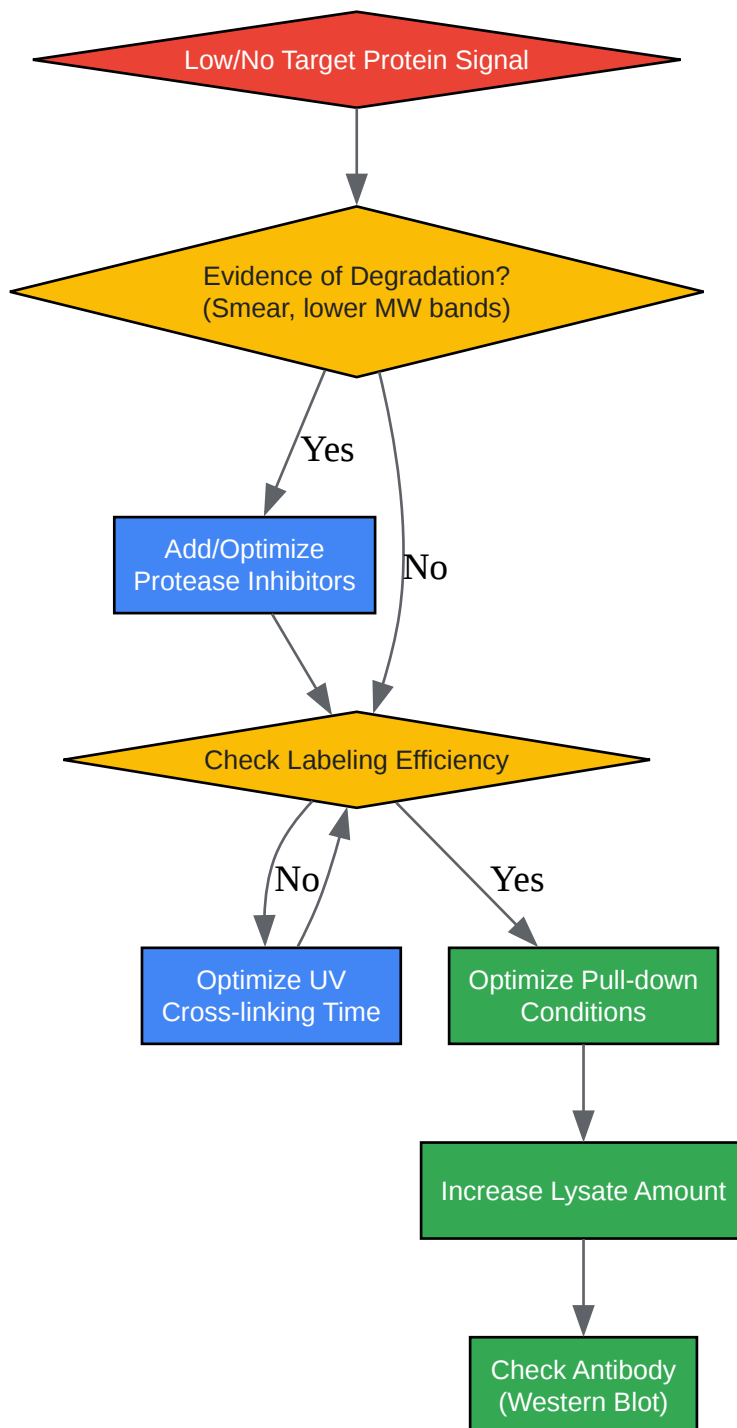 Low/No Target Protein Signal
Evidence of Degradation?
(Smear, lower MW bands)
Yes
Add/Optimize
Protease Inhibitors
No
Check Labeling Efficiency
No
Yes
Optimize UV
Cross-linking Time
Optimize Pull-down
Conditions
Increase Lysate Amount
Check Antibody
(Western Blot)